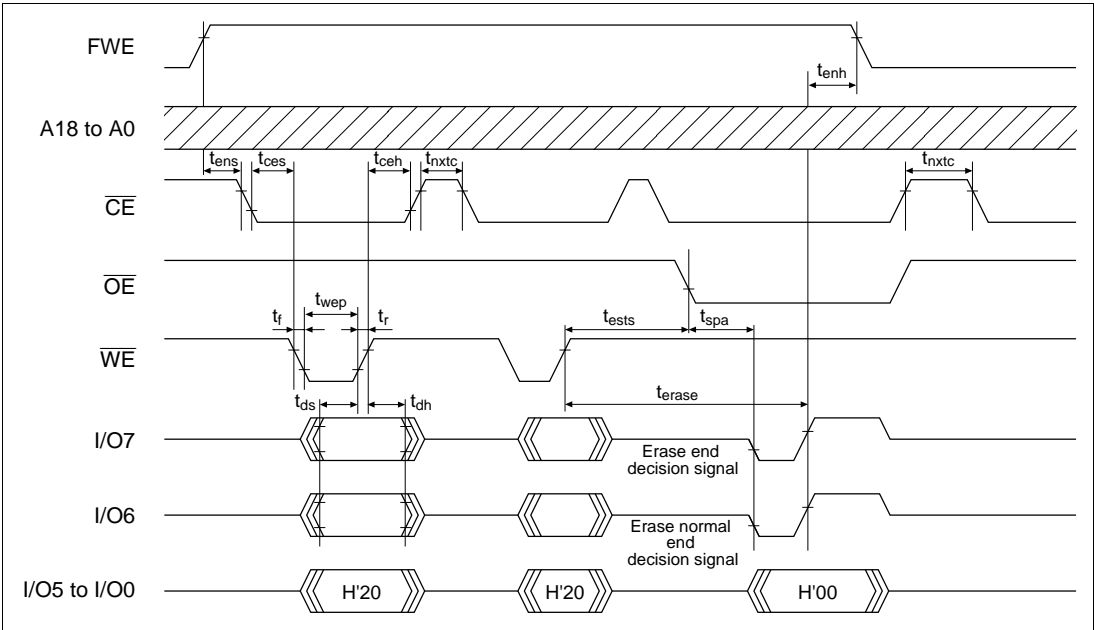 FWE
t_enh
A18 to A0
t_ens t_ces t_ceh t_nxtc t_nxtc
CE
OE
t_f t_wep t_r t_ests t_spa
WE
t_erase
t_ds t_dh
I/O7
Erase end
decision signal
I/O6
Erase normal
end
decision signal
I/O5 to I/O0 H'20 H'20 H'00